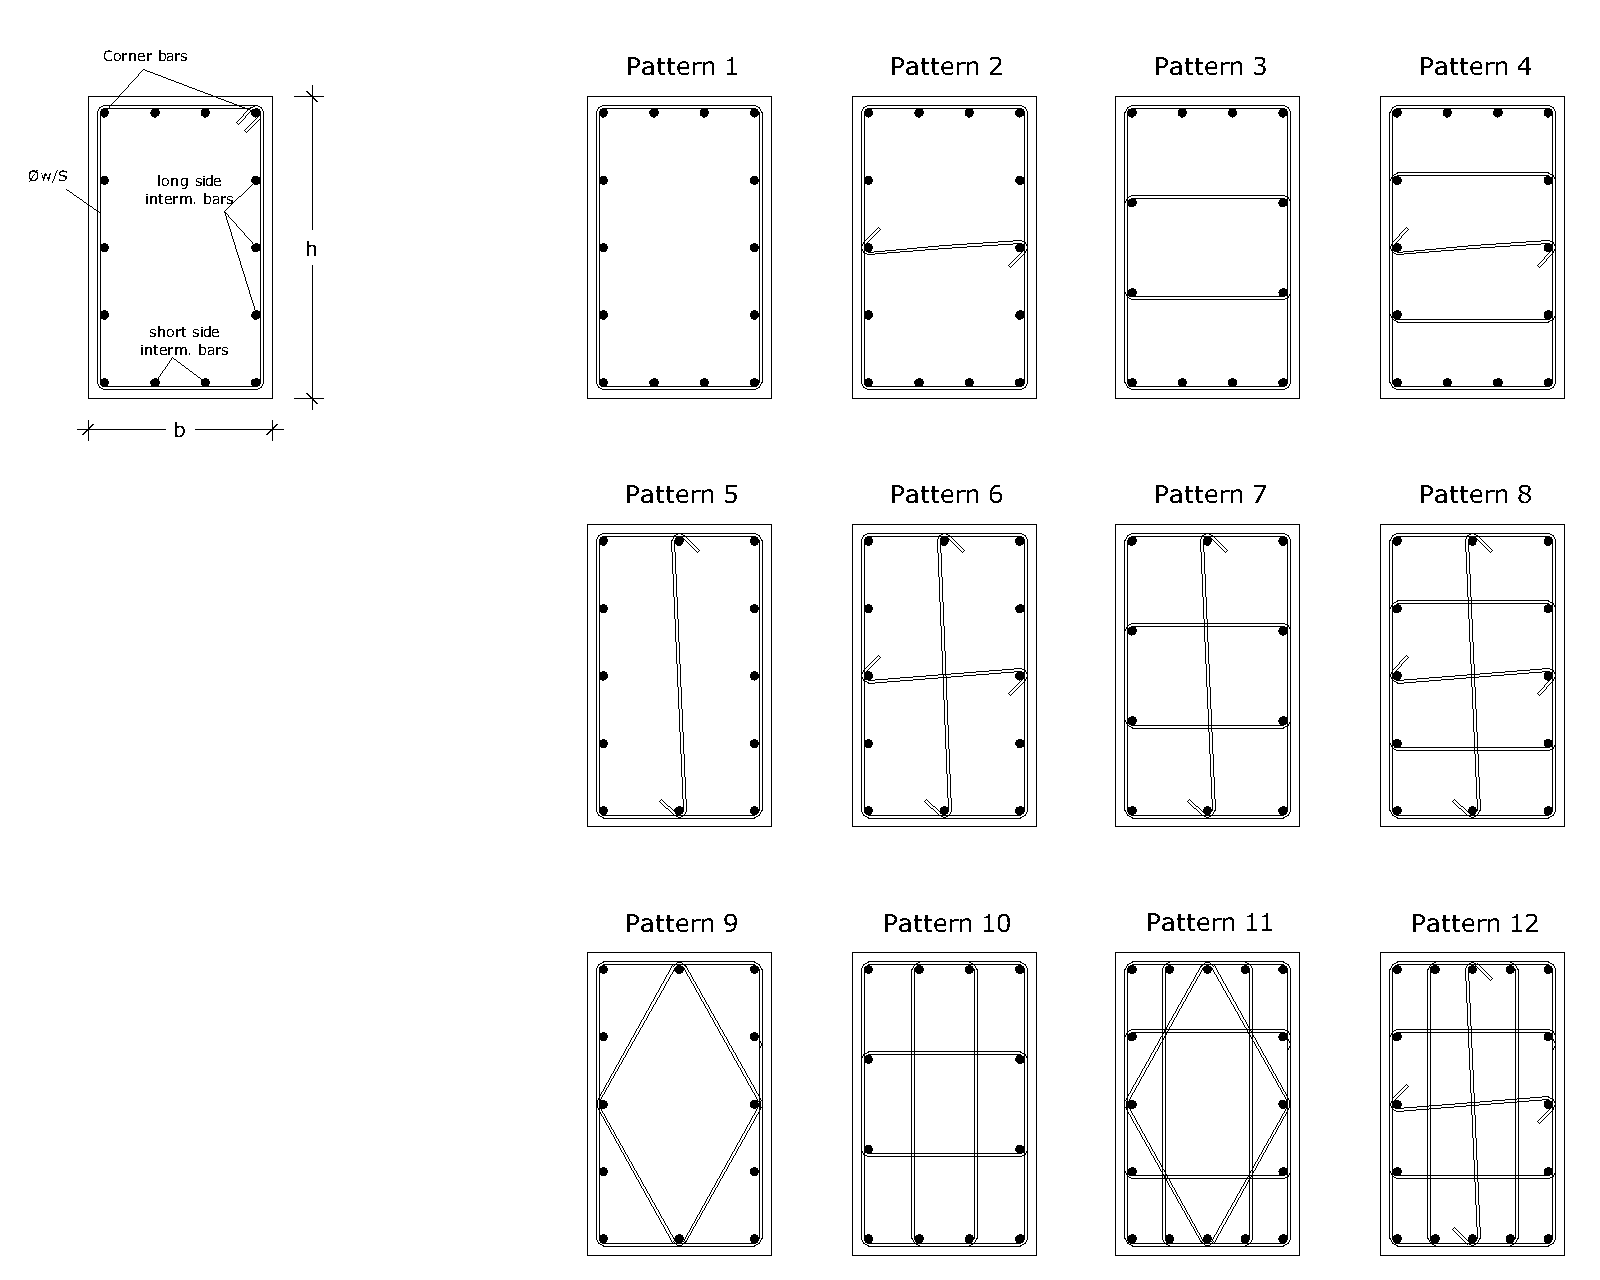 Corner bars
Pattern 1
Pattern 2
Pattern 3
Pattern 4
Øw/S
long side
interm. bars
h
short side
interm. bars
b
Pattern 5
Pattern 6
Pattern 7
Pattern 8
Pattern 9
Pattern 10
Pattern 11
Pattern 12